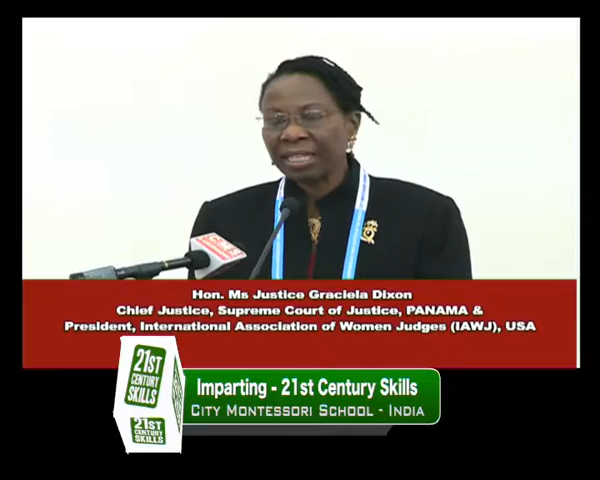 Hon. Ms Justice Graciela Dixon
Chief Justice, Supreme Court of Justice, PANAMA &
President, International Association of Women Judges (IAWJ), USA
21ST
CENTURY
SKILLS
Imparting - 21st Century Skills
CITY MONTESSORI SCHOOL - INDIA
21ST
CENTURY
SKILLS